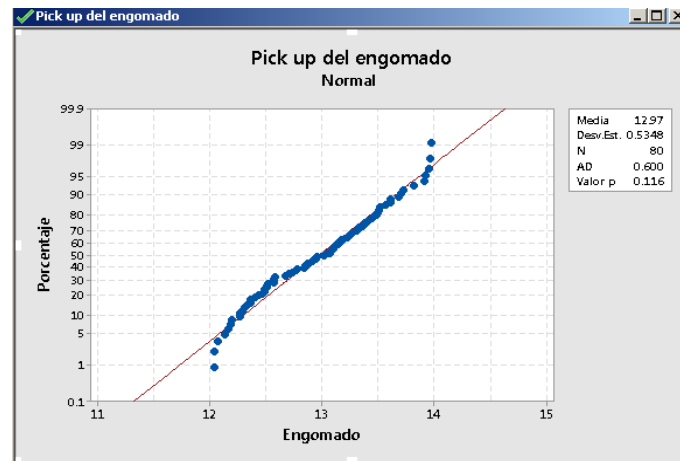 Pick up del engomado
Pick up del engomado
Normal
99.9
99
95
90
80
70
60
50
40
30
20
10
5
1
0.1
Porcentaje
11
12
13
14
15
Engomado
Media 12.97
Desv.Est. 0.5348
N 80
AD 0.600
Valor p 0.116